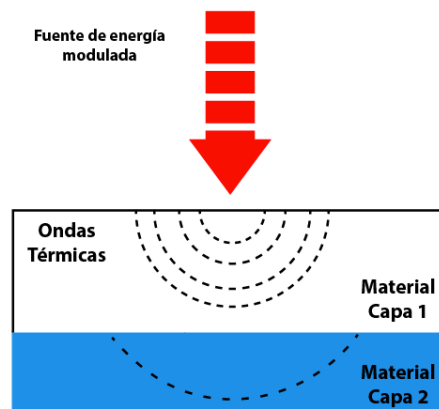 Fuente de energía
modulada
Ondas
Térmicas
Material
Capa 1
Material
Capa 2